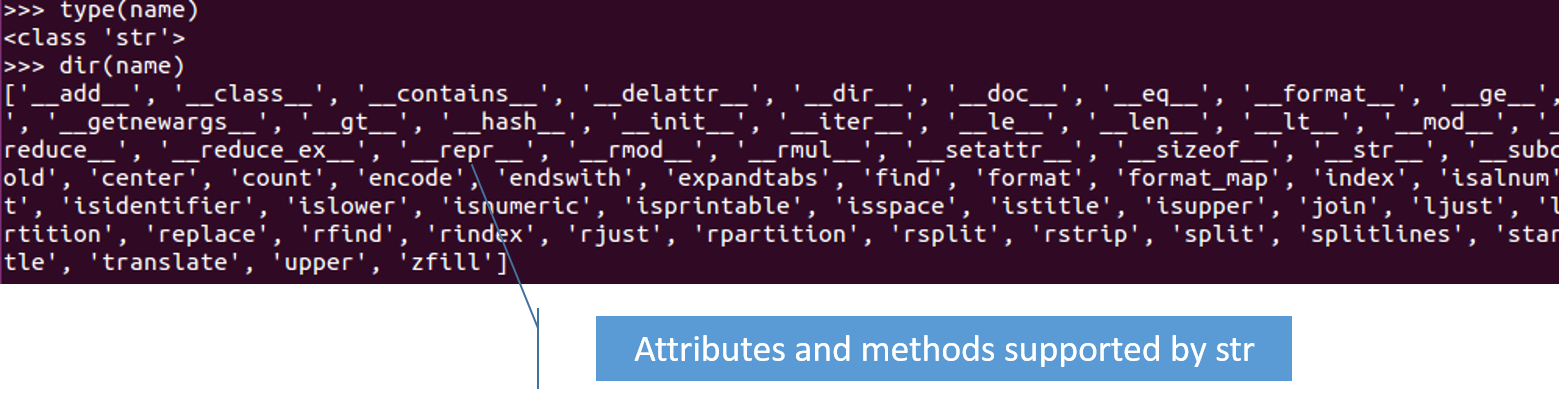 >>> type(name)
<class 'str'>
>>> dir(name)
['__add__', '__class__', '__contains__', '__delattr__', '__dir__', '__doc__', '__eq__', '__format__', '__ge__',
', '__getnewargs__', '__gt__', '__hash__', '__init__', '__iter__', '__le__', '__len__', '__lt__', '__mod__', '_
reduce__', '__reduce_ex__', '__repr__', '__rmod__', '__rmul__', '__setattr__', '__sizeof__', '__str__', '__subc
old', 'center', 'count', 'encode', 'endswith', 'expandtabs', 'find', 'format', 'format_map', 'index', 'isalnum'
t', 'isidentifier', 'islower', 'isnumeric', 'isprintable', 'isspace', 'istitle', 'isupper', 'join', 'ljust', 'l
rtition', 'replace', 'rfind', 'rindex', 'rjust', 'rpartition', 'rsplit', 'rstrip', 'split', 'splitlines', 'star
tle', 'translate', 'upper', 'zfill']
Attributes and methods supported by str